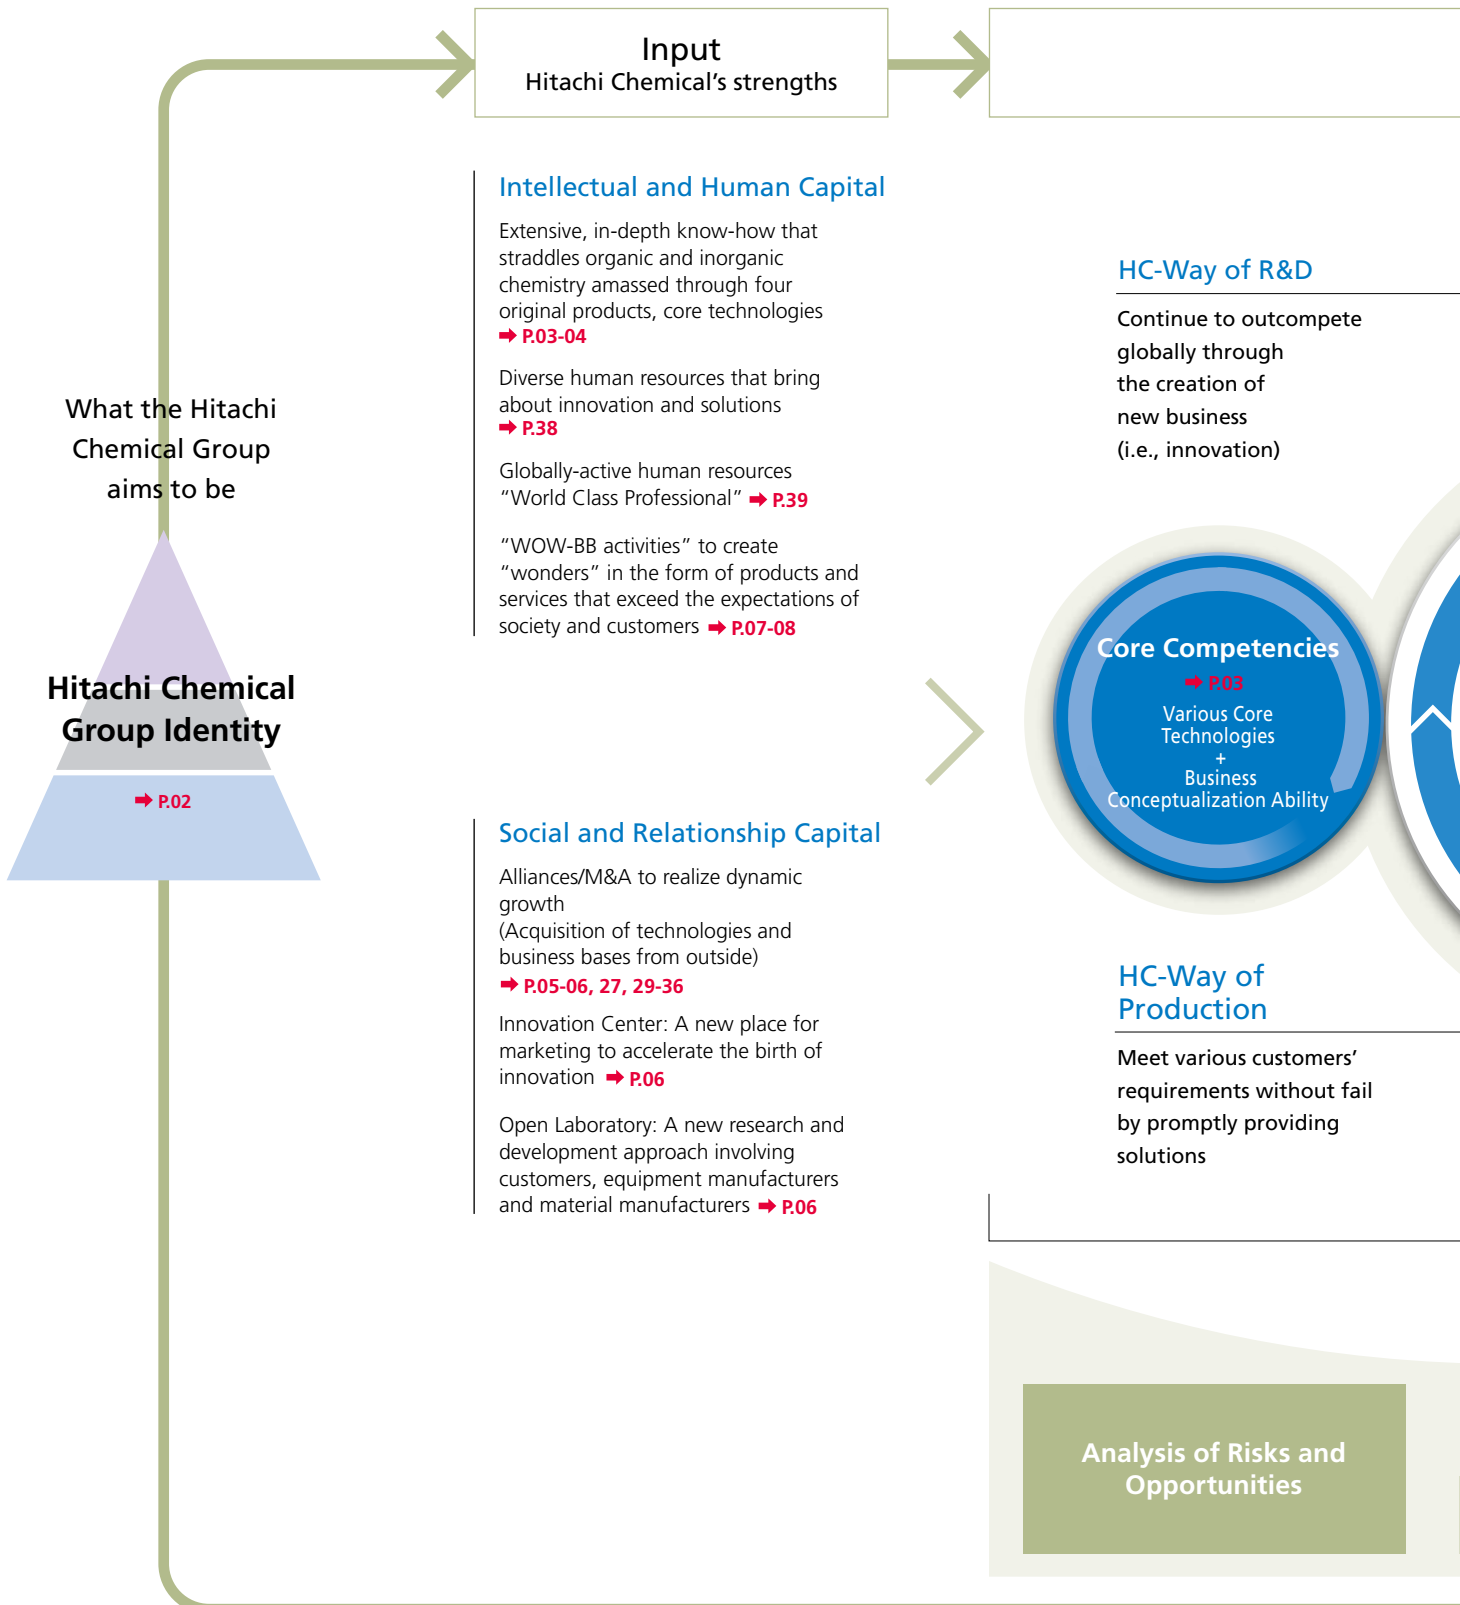 Input
Hitachi Chemical’s strengths
What the Hitachi
Chemical Group
aims to be
Hitachi Chemical
Group Identity
➡ P.02
Intellectual and Human Capital
Extensive, in-depth know-how that
straddles organic and inorganic
chemistry amassed through four
original products, core technologies
➡ P.03-04
Diverse human resources that bring
about innovation and solutions
➡ P.38
Globally-active human resources
“World Class Professional” ➡ P.39
“WOW-BB activities” to create
“wonders” in the form of products and
services that exceed the expectations of
society and customers ➡ P.07-08
Social and Relationship Capital
Alliances/M&A to realize dynamic
growth
(Acquisition of technologies and
business bases from outside)
➡ P.05-06, 27, 29-36
Innovation Center: A new place for
marketing to accelerate the birth of
innovation ➡ P.06
Open Laboratory: A new research and
development approach involving
customers, equipment manufacturers
and material manufacturers ➡ P.06
HC-Way of R&D
Continue to outcompete
globally through
the creation of
new business
(i.e., innovation)
Core Competencies
➡ P.03
Various Core
Technologies
+
Business
Conceptualization Ability
HC-Way of
Production
Meet various customers’
requirements without fail
by promptly providing
solutions
Analysis of Risks and
Opportunities